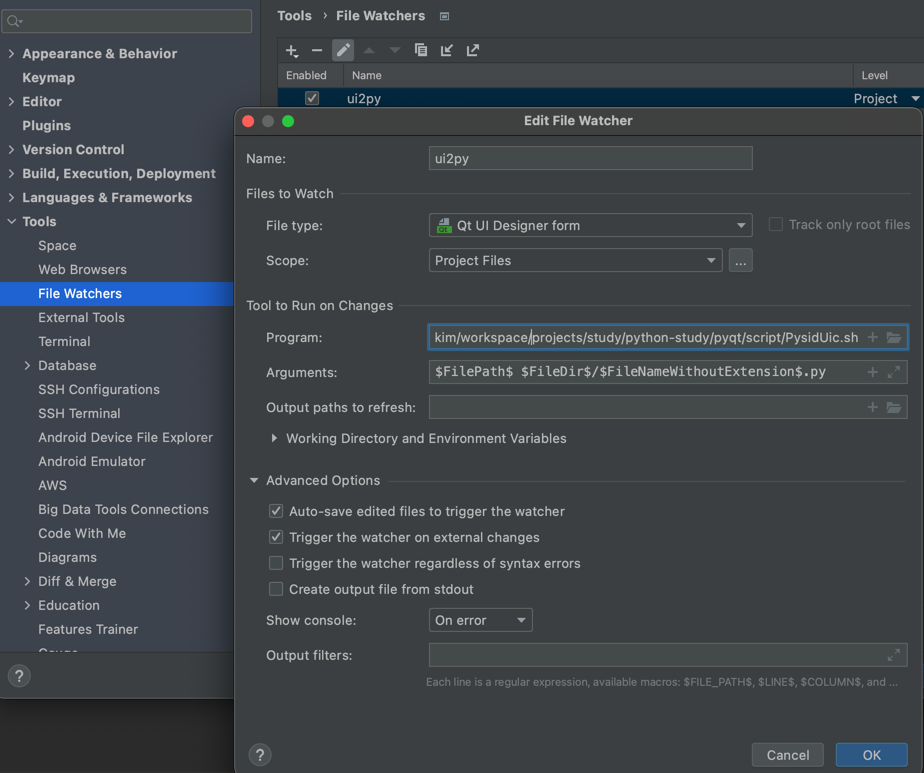 Tools › File Watchers
Enabled Name Level
ui2py Project
Appearance & Behavior
Keymap
Editor
Plugins
Version Control
Build, Execution, Deployment
Languages & Frameworks
Tools
Space
Web Browsers
File Watchers
External Tools
Terminal
Database
SSH Configurations
SSH Terminal
Android Device File Explorer
Android Emulator
AWS
Big Data Tools Connections
Code With Me
Diagrams
Diff & Merge
Education
Features Trainer
?
Edit File Watcher
Name: ui2py
Files to Watch
File type: Qt UI Designer form Track only root files
Scope: Project Files ...
Tool to Run on Changes
Program: kim/workspace/projects/study/python-study/pyqt/script/PysidUic.sh
Arguments: $FilePath$ $FileDir$/$FileNameWithoutExtension$.py
Output paths to refresh:
Working Directory and Environment Variables
Advanced Options
Auto-save edited files to trigger the watcher
Trigger the watcher on external changes
Trigger the watcher regardless of syntax errors
Create output file from stdout
Show console: On error
Output filters:
Each line is a regular expression, available macros: $FILE_PATH$, $LINE$, $COLUMN$, and ...
? Cancel OK